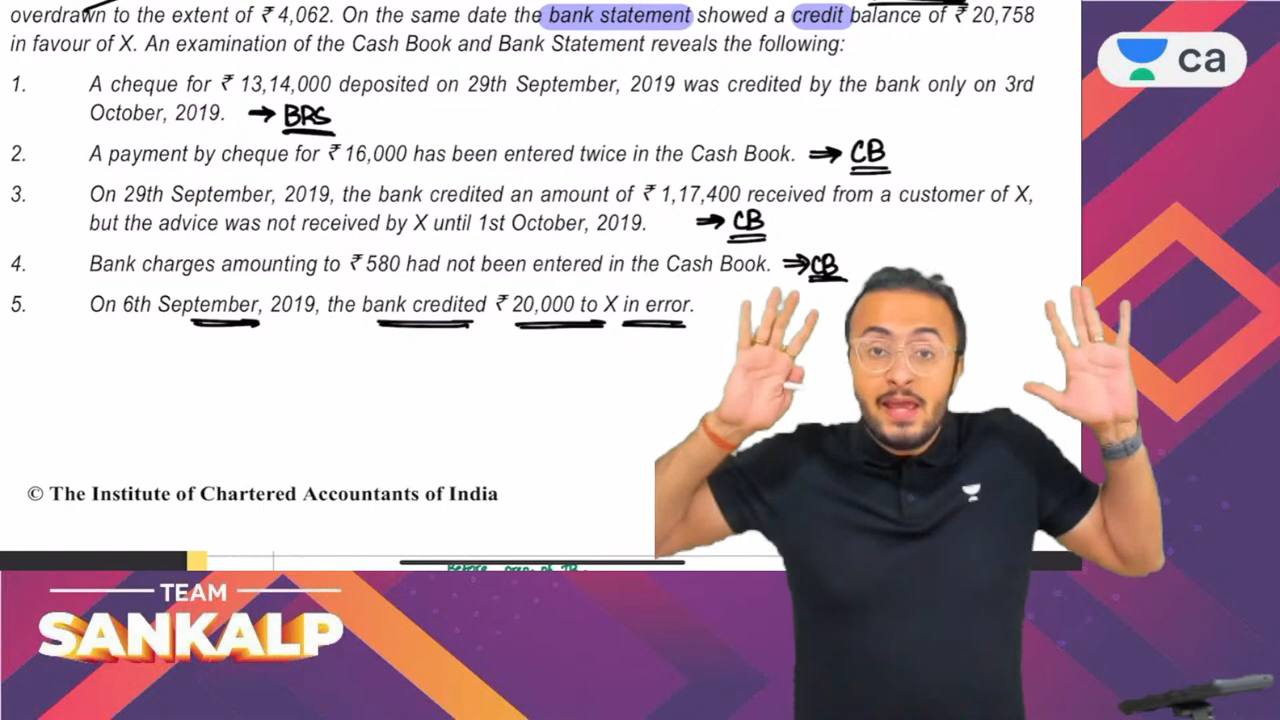 overdrawn to the extent of ₹ 4,062. On the same date the bank statement showed a credit balance of ₹ 20,758
in favour of X. An examination of the Cash Book and Bank Statement reveals the following:
1. A cheque for ₹ 13,14,000 deposited on 29th September, 2019 was credited by the bank only on 3rd
October, 2019. → BRS
2. A payment by cheque for ₹ 16,000 has been entered twice in the Cash Book. → CB
3. On 29th September, 2019, the bank credited an amount of ₹ 1,17,400 received from a customer of X,
but the advice was not received by X until 1st October, 2019. → CB
4. Bank charges amounting to ₹ 580 had not been entered in the Cash Book. → CB
5. On 6th September, 2019, the bank credited ₹ 20,000 to X in error.
© The Institute of Chartered Accountants of India
TEAM
SANKALP
ca